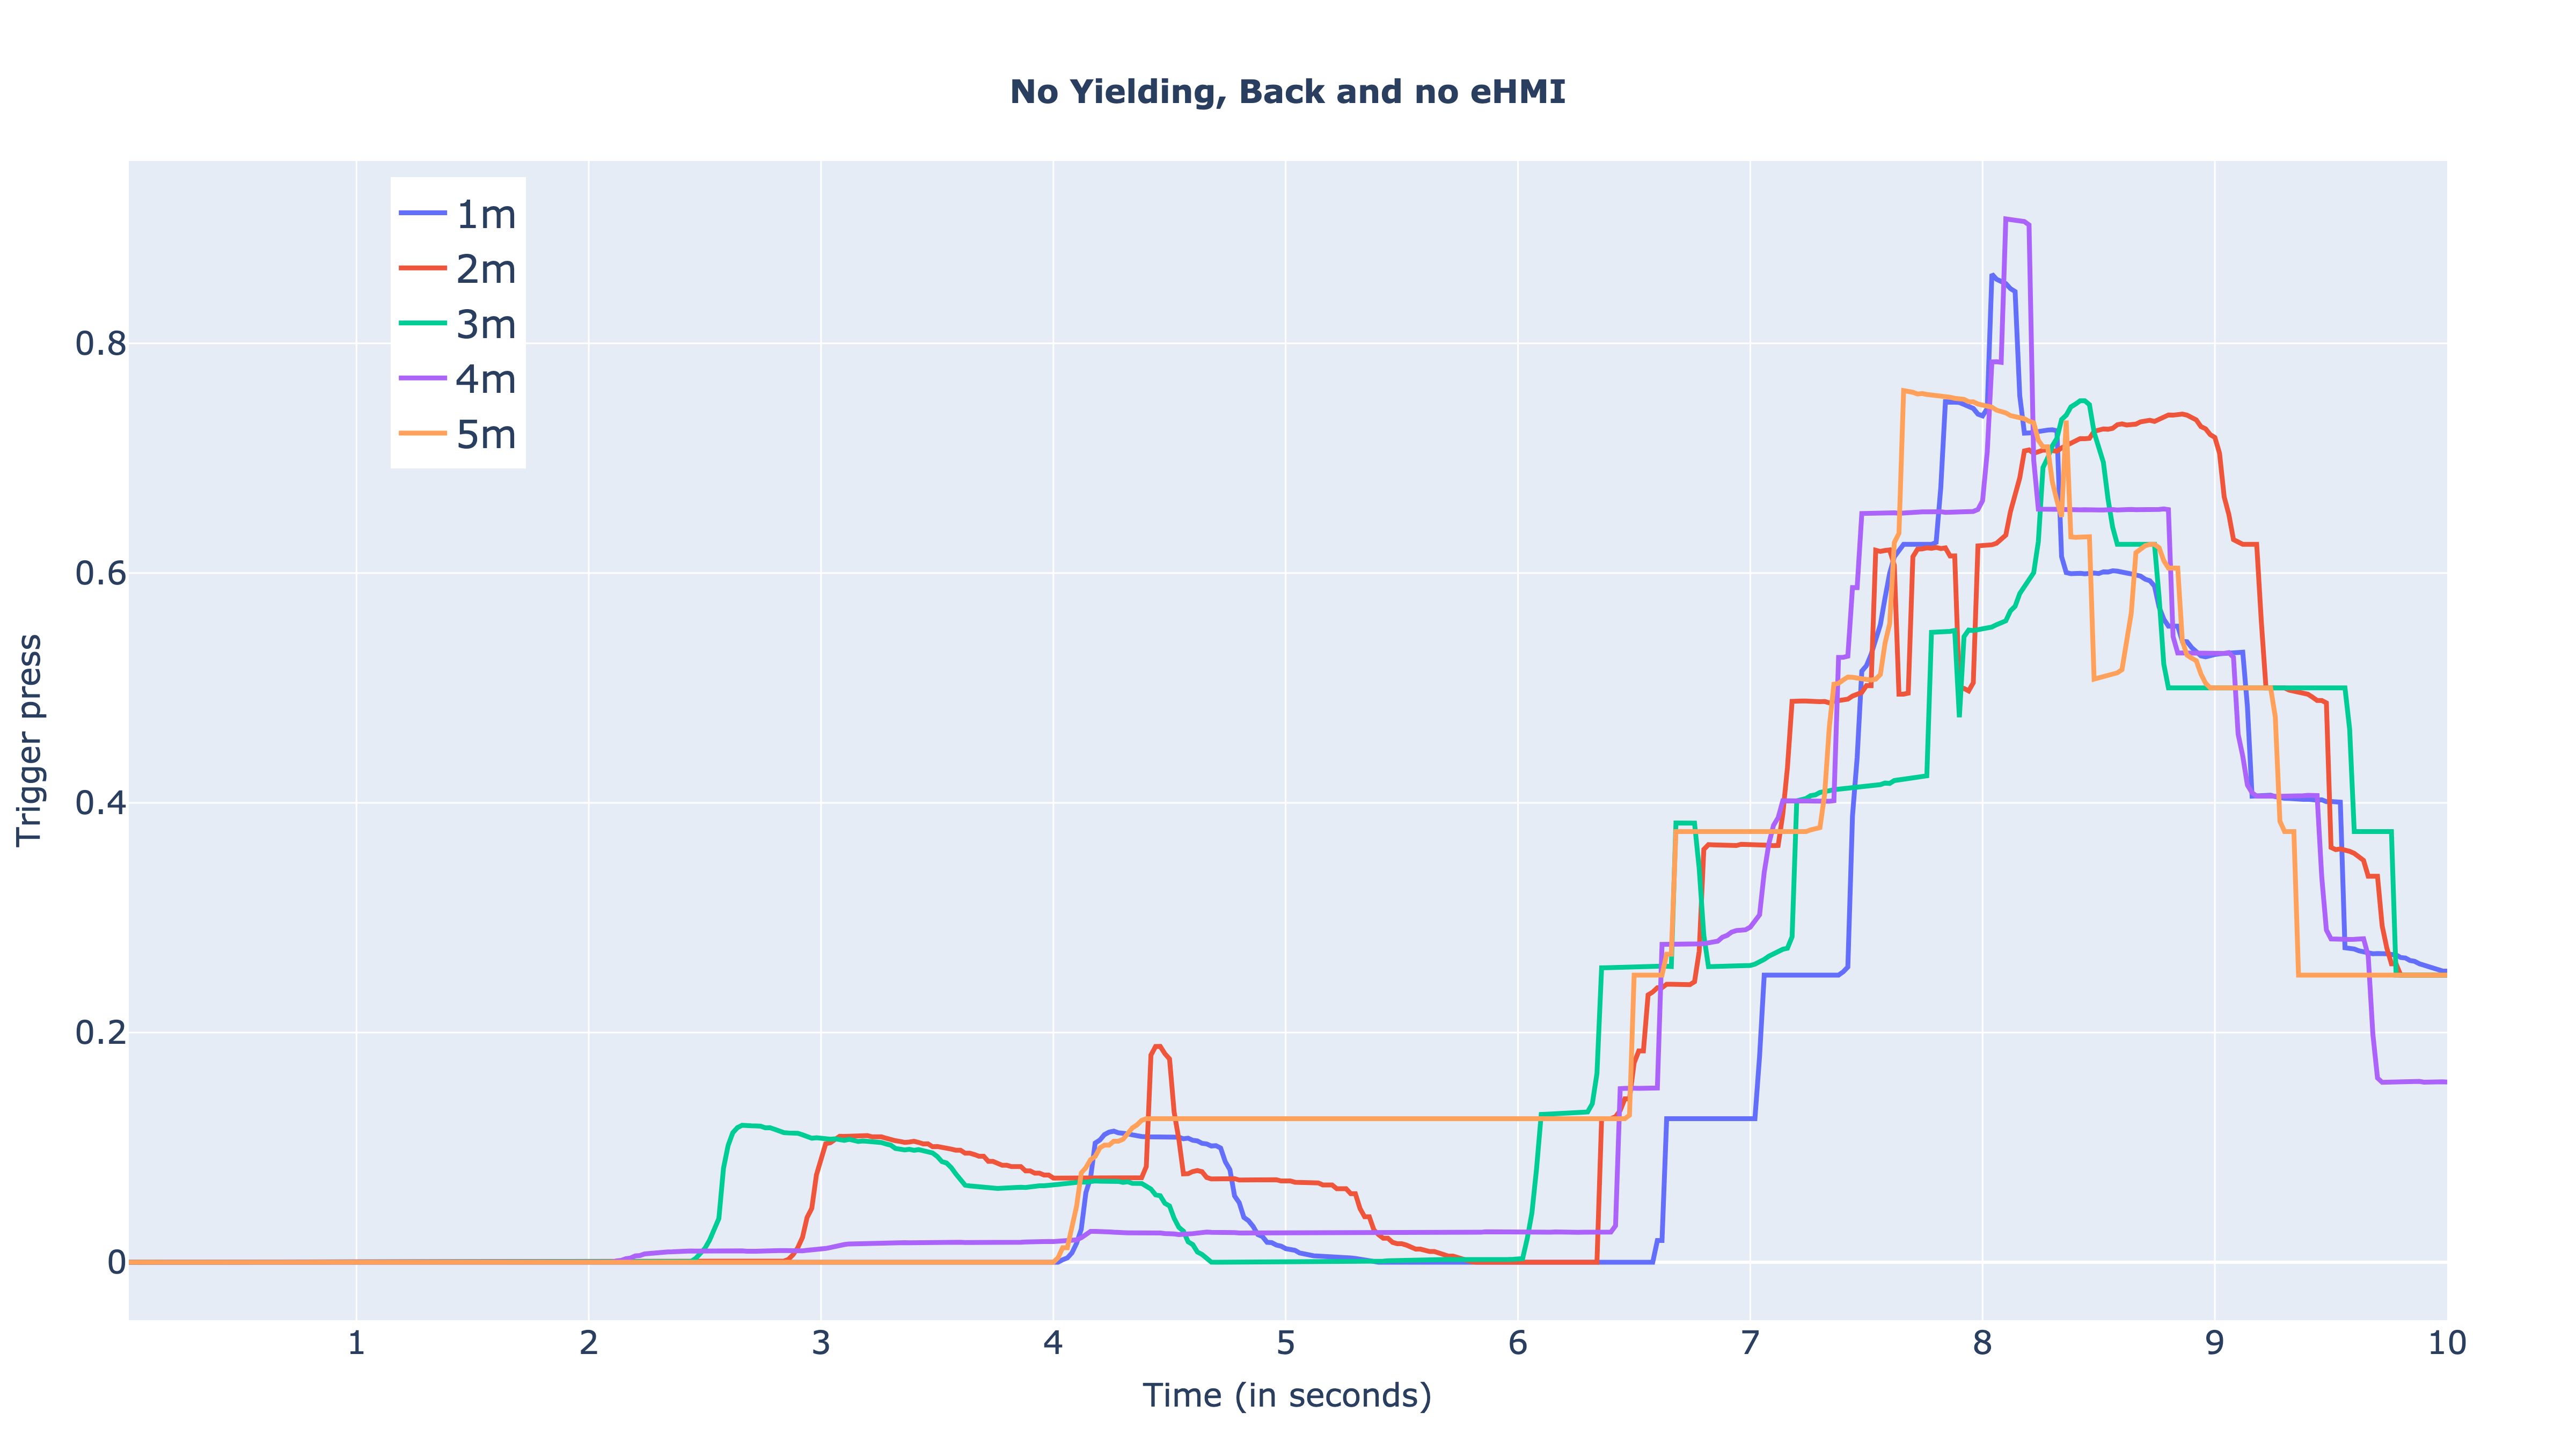 No Yielding, Back and no eHMI
1m
2m
3m
4m
5m
0.8
0.6
0.4
0.2
0
Trigger press
1 2 3 4 5 6 7 8 9 10
Time (in seconds)